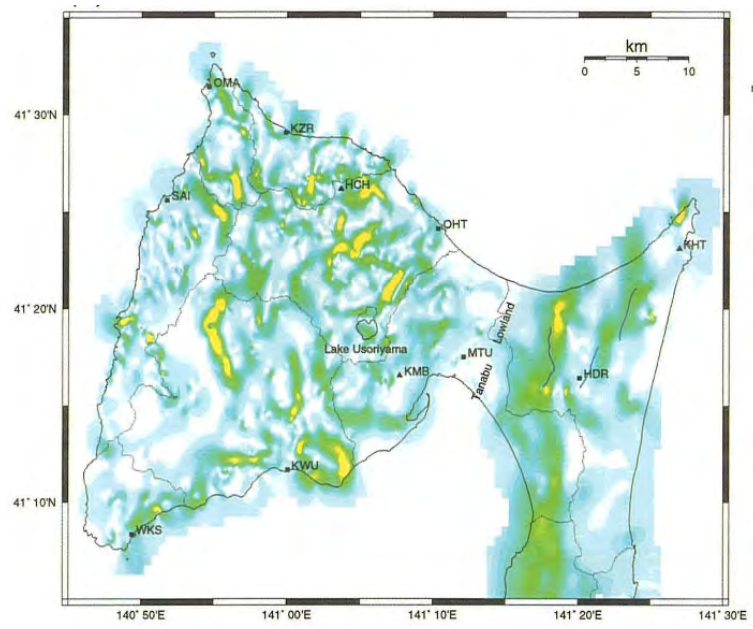 km
0 5 10
OMA
41° 30'N
KZR
HCH
SAI
OHT
KHT
41° 20'N
Lowland
Lake Usoriyama
MTU
KMB
Tanabu
HDR
41° 10'N
KWU
WKS
140° 50'E
141° 00'E
141° 10'E
141° 20'E
141° 30'E